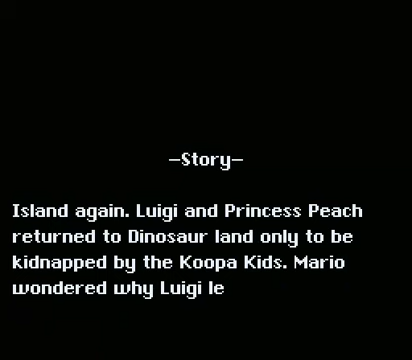 -Story-
Island again. Luigi and Princess Peach
returned to Dinosaur land only to be
kidnapped by the Koopa Kids. Mario
wondered why Luigi le